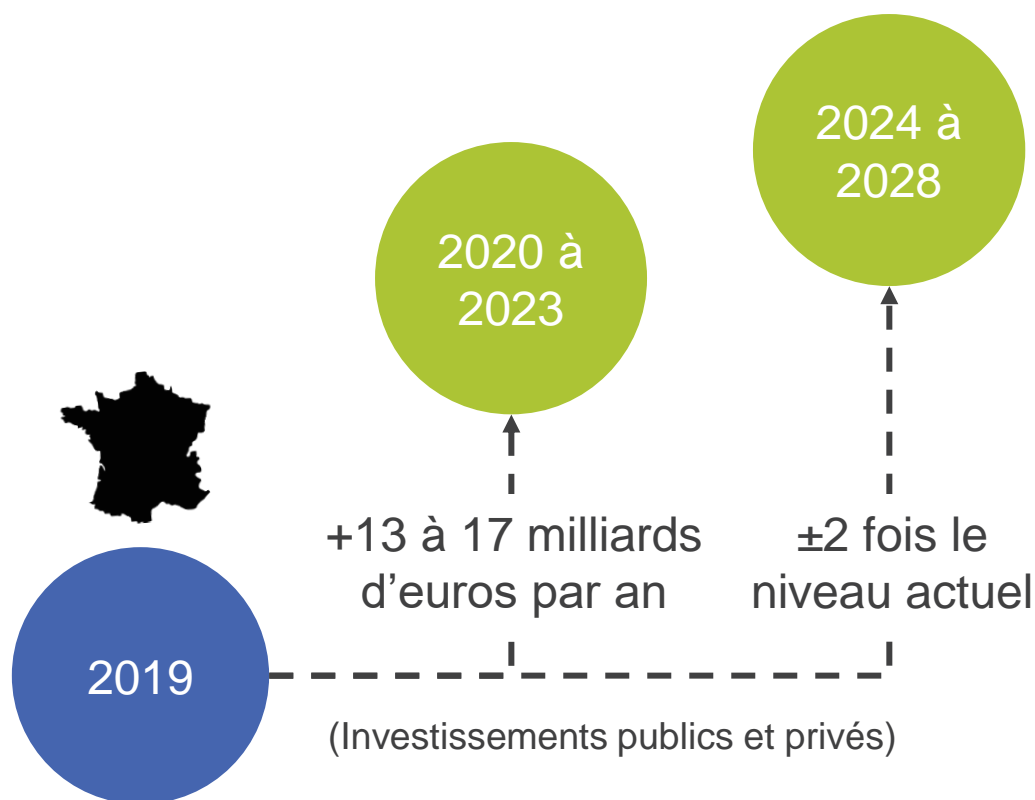 2024 à
2028
2020 à
2023
+13 à 17 milliards
d’euros par an
±2 fois le
niveau actuel
2019
(Investissements publics et privés)